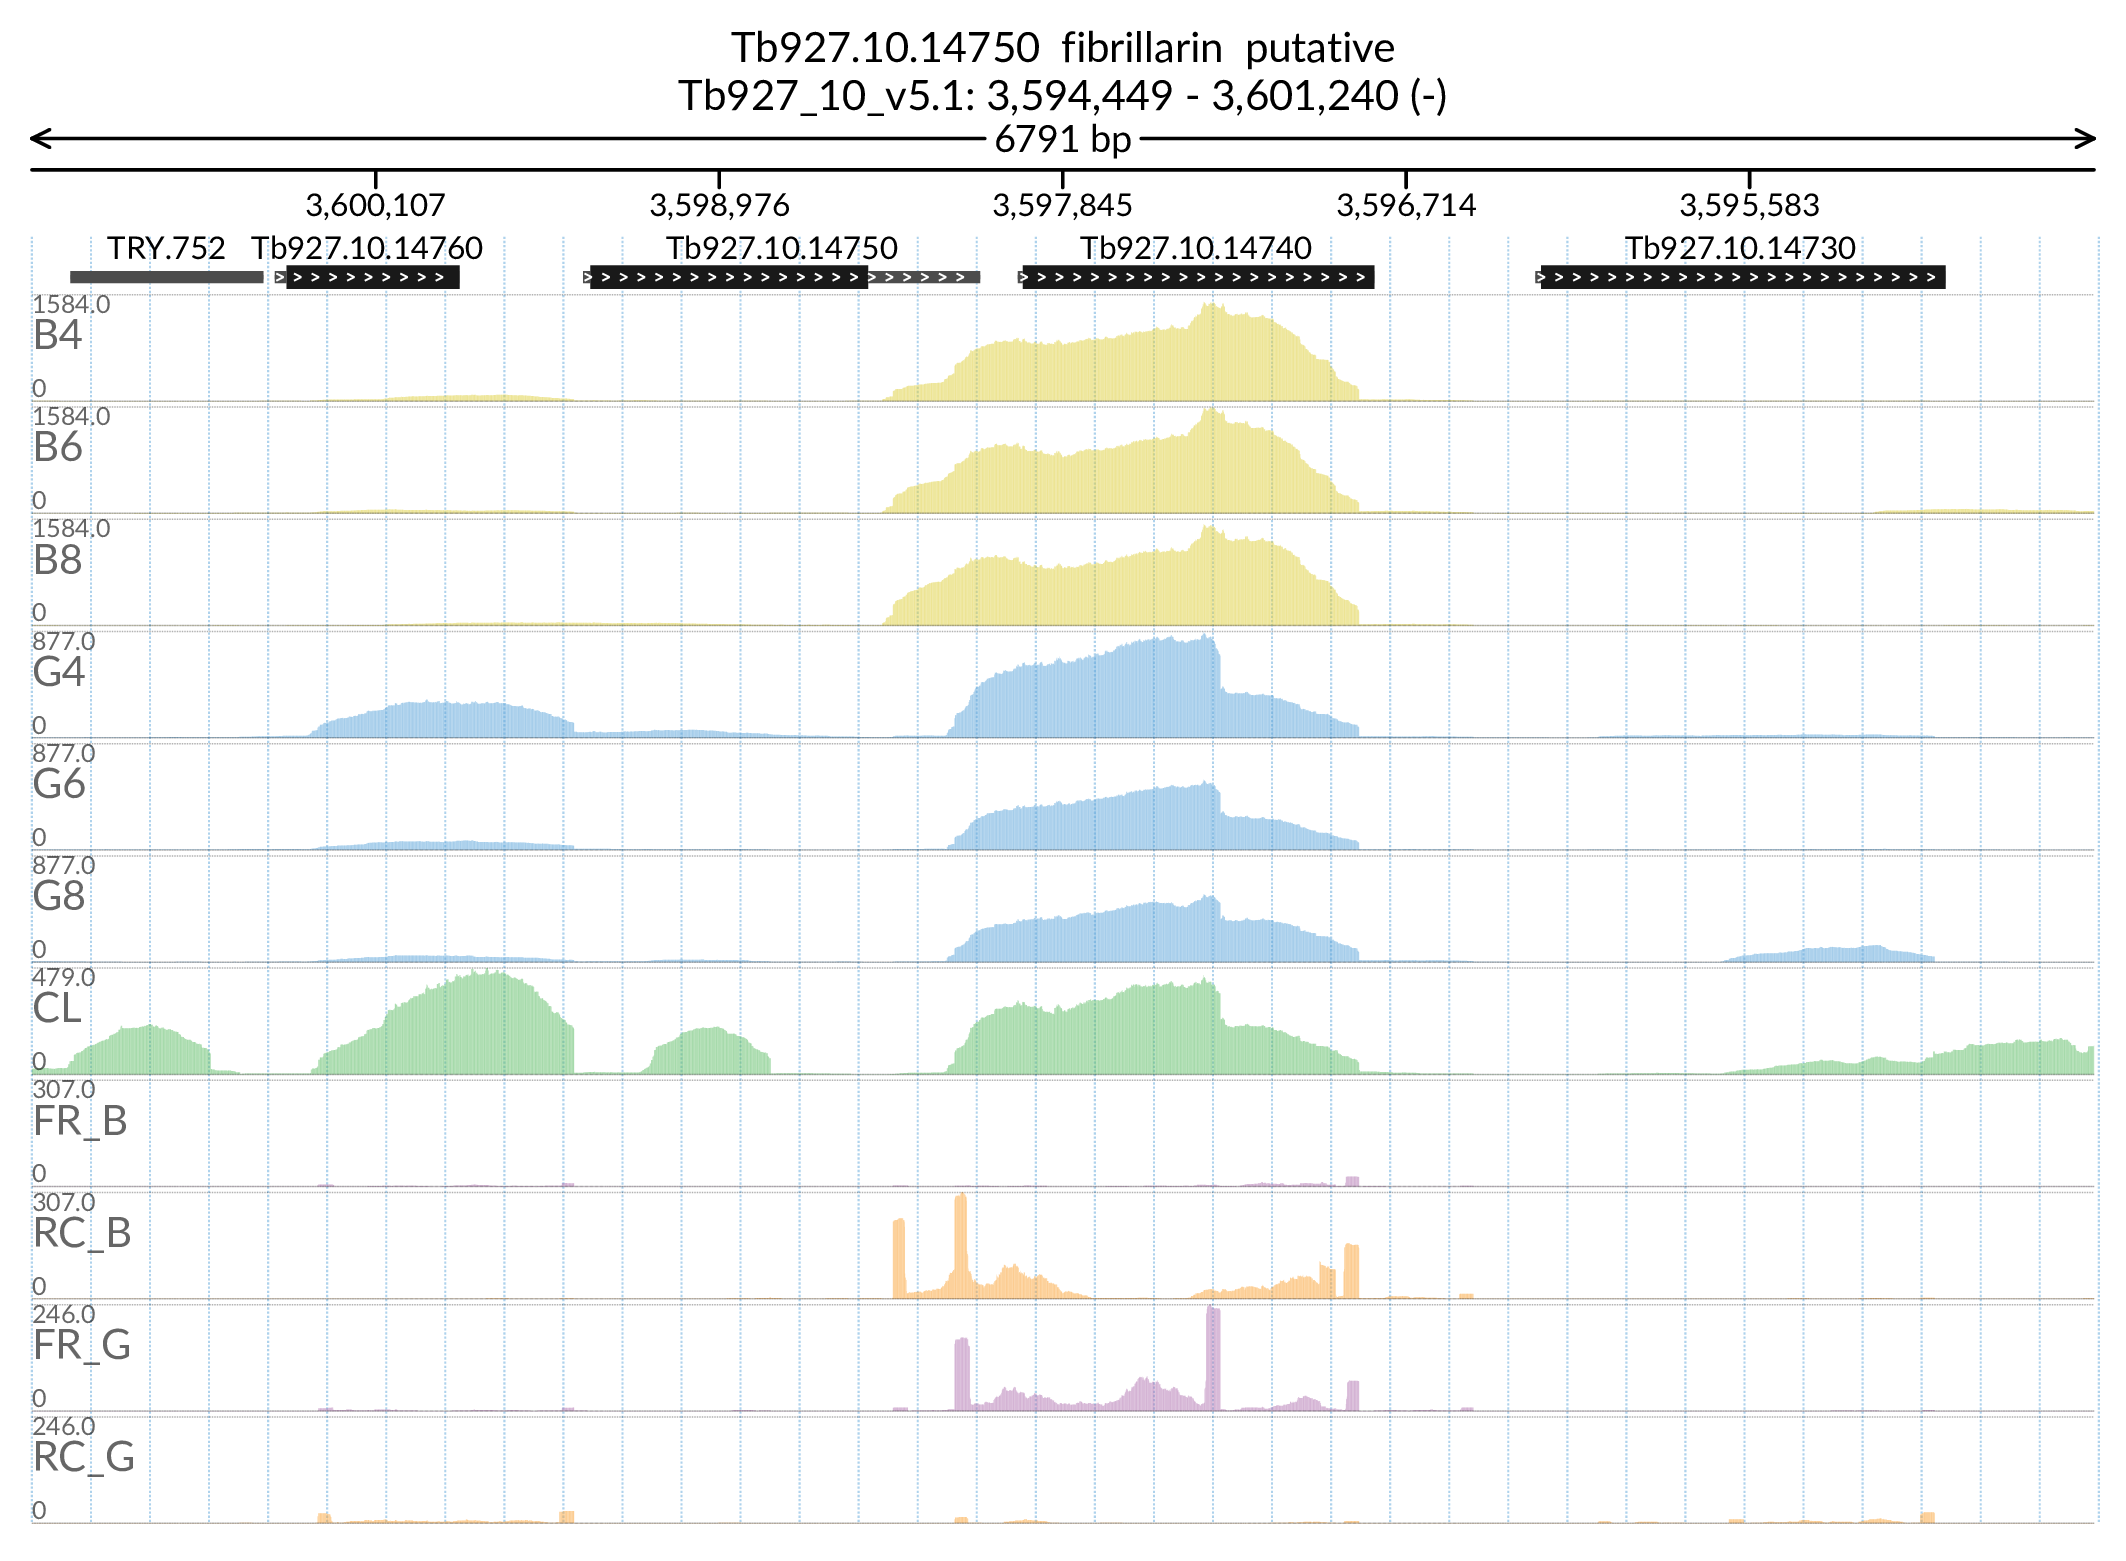 Tb927.10.14750 fibrillarin putative
Tb927_10_v5.1: 3,594,449 - 3,601,240 (-)
6791 bp
3,600,107 3,598,976 3,597,845 3,596,714 3,595,583
TRY.752 Tb927.10.14760 Tb927.10.14750 Tb927.10.14740 Tb927.10.14730
1584.0
B4
0
1584.0
B6
0
1584.0
B8
0
877.0
G4
0
877.0
G6
0
877.0
G8
0
479.0
CL
0
307.0
FR_B
0
307.0
RC_B
0
246.0
FR_G
0
246.0
RC_G
0